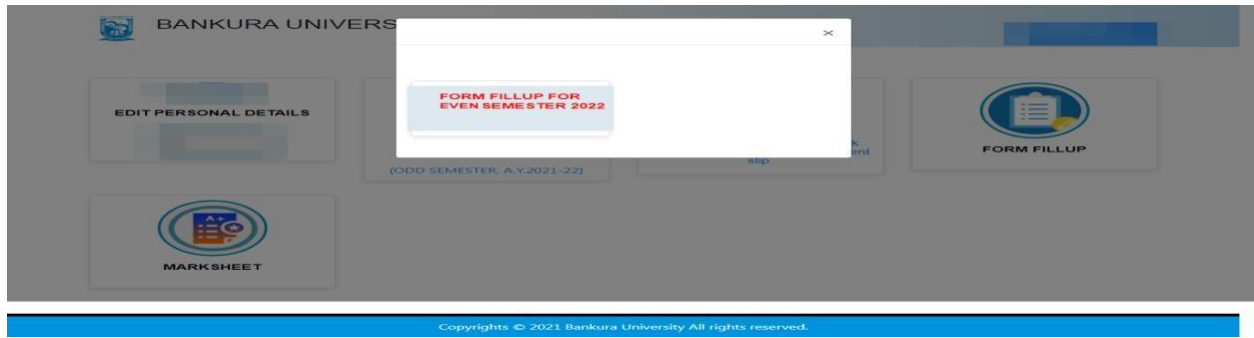 BANKURA UNIVERS
×
EDIT PERSONAL DETAILS
FORM FILLUP FOR
EVEN SEMESTER 2022
(ODD SEMESTER, A.Y.2021-22)
slip.
FORM FILLUP
A+
MARKSHEET
Copyrights © 2021 Bankura University All rights reserved.